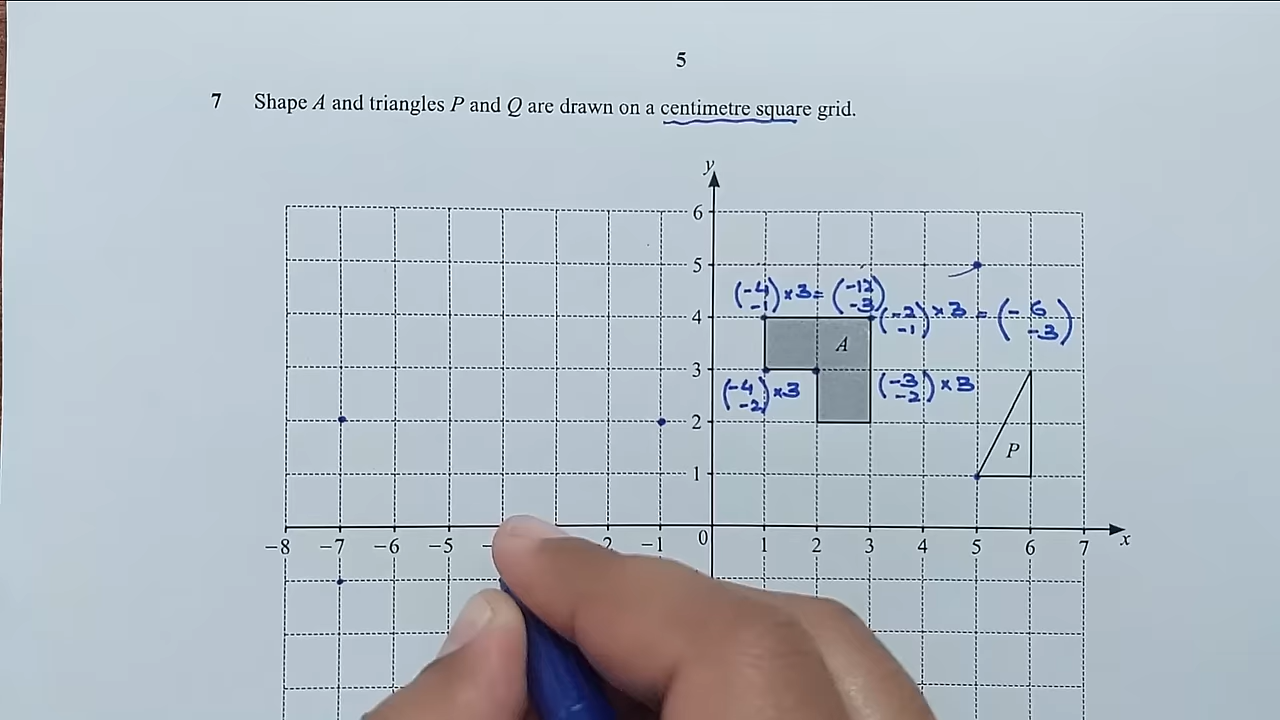 5
7 Shape A and triangles P and Q are drawn on a centimetre square grid.
y
6
5
(-4 -1) ×3 = (-12 -3)
(-2 -1) ×3 = (-6 -3)
4
A
3
(-4 -2) ×3
(-3 -2) ×3
2
P
1
0
-8 -7 -6 -5 -2 -1 1 2 3 4 5 6 7 x